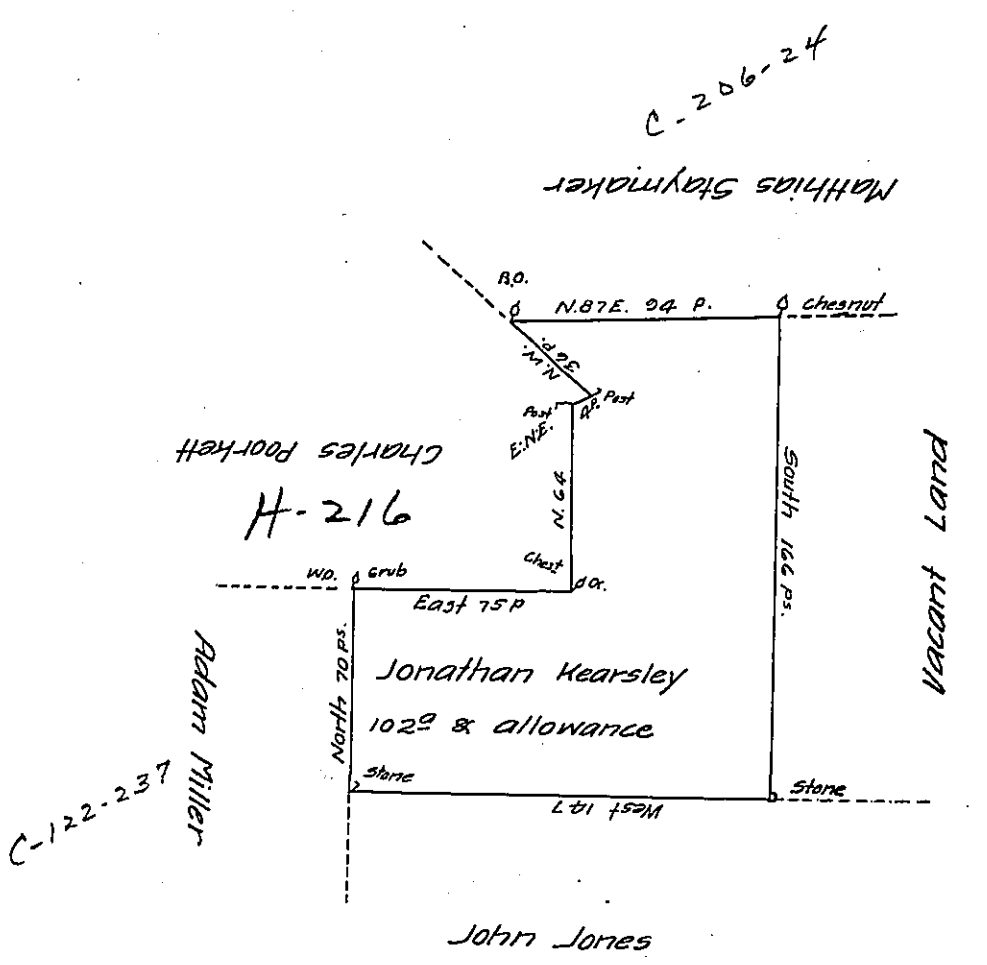 C-206-24
Matthias Staymaker
B.O.
N.87E. 94 P.
Chesnut
N.W.
36 P.
Post
Post
E.N.E.
Charles Poorkett
H-216
N.64
South 166 ps.
Vacant Land
Chest
W.O. Grub
East 75 P
North 70 ps.
Jonathan Kearsley
102a & allowance
Adam Miller
C-122-237
Stone
West 147
Stone
John Jones